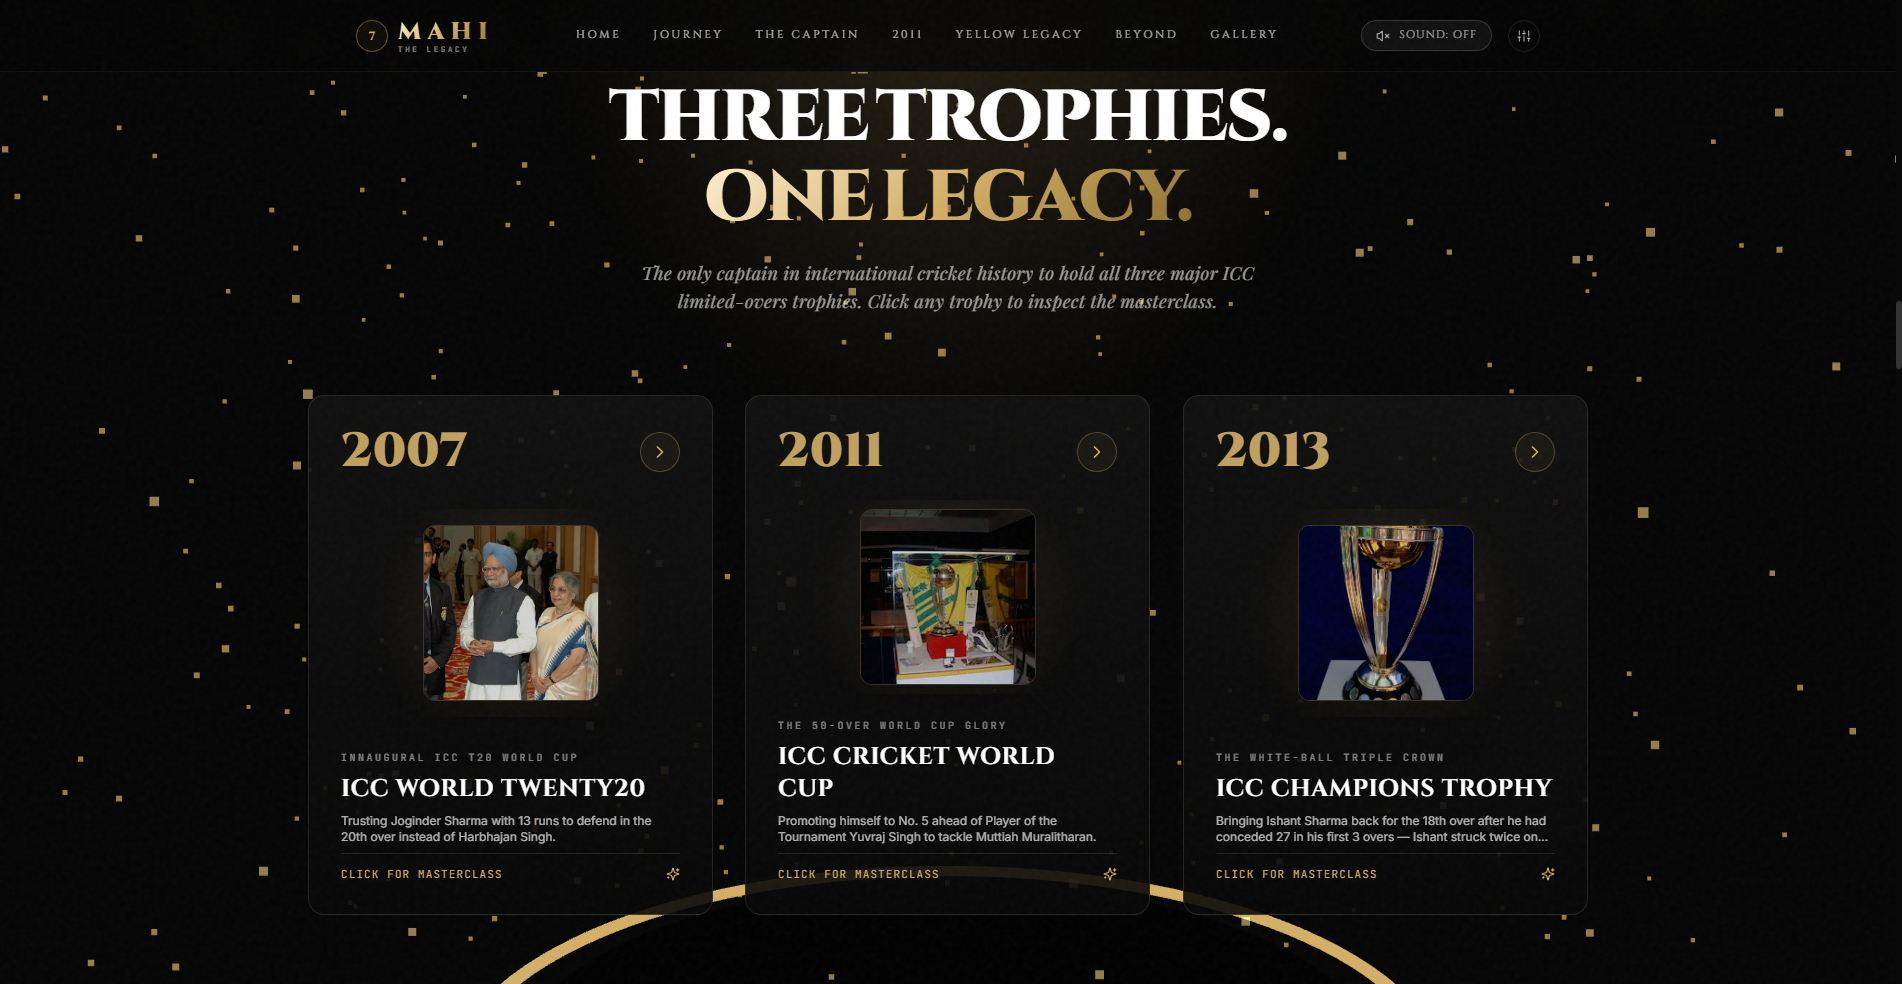 7
MAHI
THE LEGACY
HOME
JOURNEY
THE CAPTAIN
2011
YELLOW LEGACY
BEYOND
GALLERY
SOUND: OFF
THREE TROPHIES.
ONE LEGACY.
The only captain in international cricket history to hold all three major ICC
limited-overs trophies. Click any trophy to inspect the masterclass.
2007
INNAUGURAL ICC T20 WORLD CUP
ICC WORLD TWENTY20
Trusting Joginder Sharma with 13 runs to defend in the
20th over instead of Harbhajan Singh.
CLICK FOR MASTERCLASS
2011
THE 50-OVER WORLD CUP GLORY
ICC CRICKET WORLD
CUP
Promoting himself to No. 5 ahead of Player of the
Tournament Yuvraj Singh to tackle Muttiah Muralitharan.
CLICK FOR MASTERCLASS
2013
THE WHITE-BALL TRIPLE CROWN
ICC CHAMPIONS TROPHY
Bringing Ishant Sharma back for the 18th over after he had
conceded 27 in his first 3 overs — Ishant struck twice on...
CLICK FOR MASTERCLASS